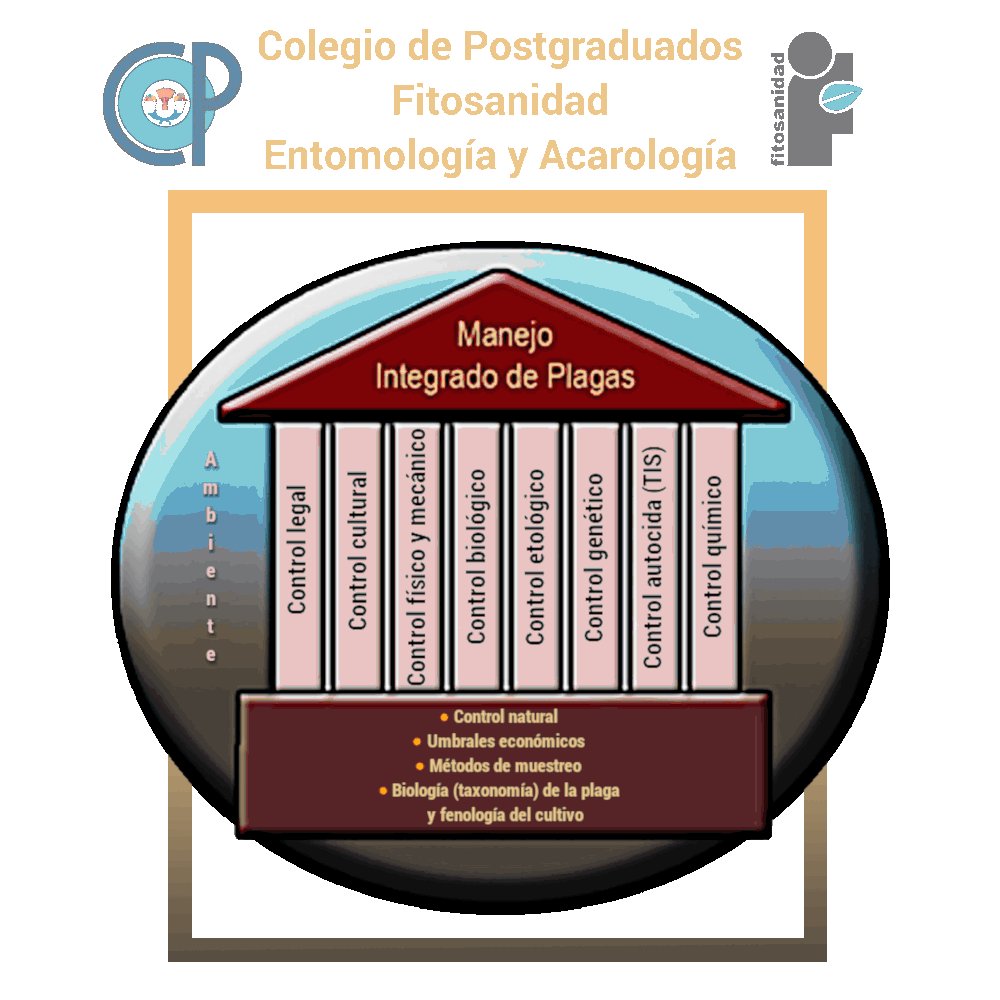 Colegio de Postgraduados
Fitosanidad
Entomología y Acarología
fitosanidad
Manejo
Integrado de Plagas
Ambiente
Control legal
Control cultural
Control físico y mecánico
Control biológico
Control etológico
Control genético
Control autocida (TIS)
Control químico
• Control natural
• Umbrales económicos
• Métodos de muestreo
• Biología (taxonomía) de la plaga
y fenología del cultivo